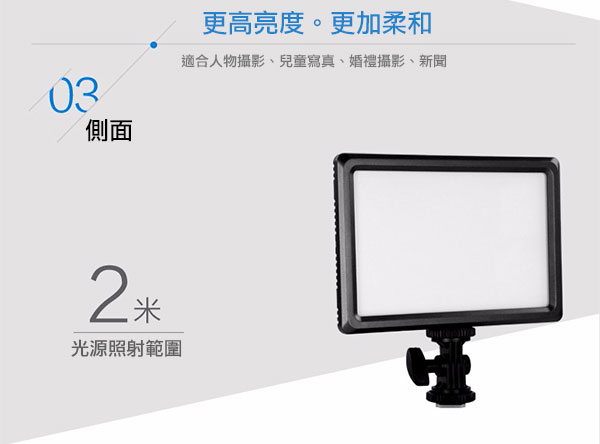 更高亮度。更加柔和
適合人物攝影、兒童寫真、婚禮攝影、新聞
03
側面
2米
光源照射範圍